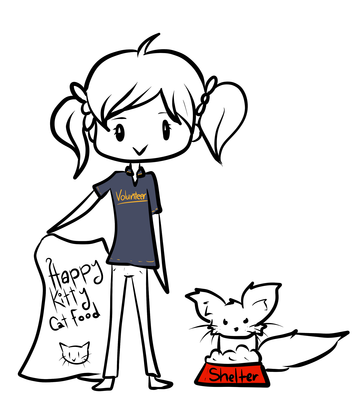 Volunteer
Happy
Kitty
Cat Food
Shelter